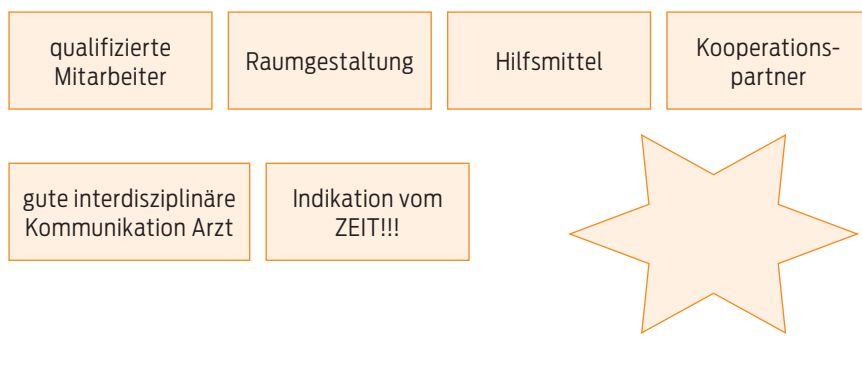 qualifizierte
Mitarbeiter
Raumgestaltung
Hilfsmittel
Kooperations-
partner
gute interdisziplinäre
Kommunikation Arzt
Indikation vom
ZEIT!!!